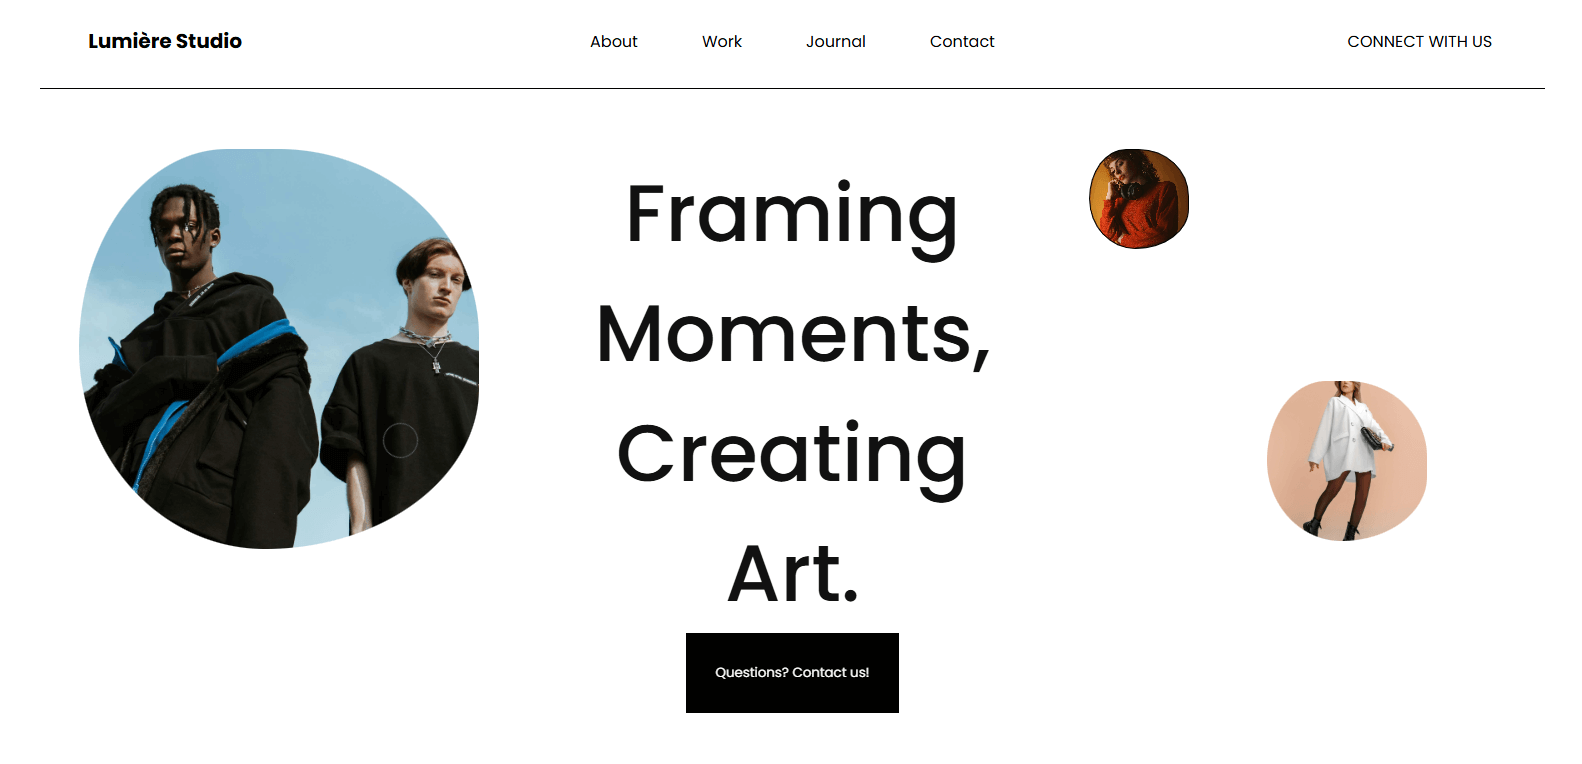 Lumière Studio
About
Work
Journal
Contact
CONNECT WITH US
Framing
Moments,
Creating
Art.
Questions? Contact us!